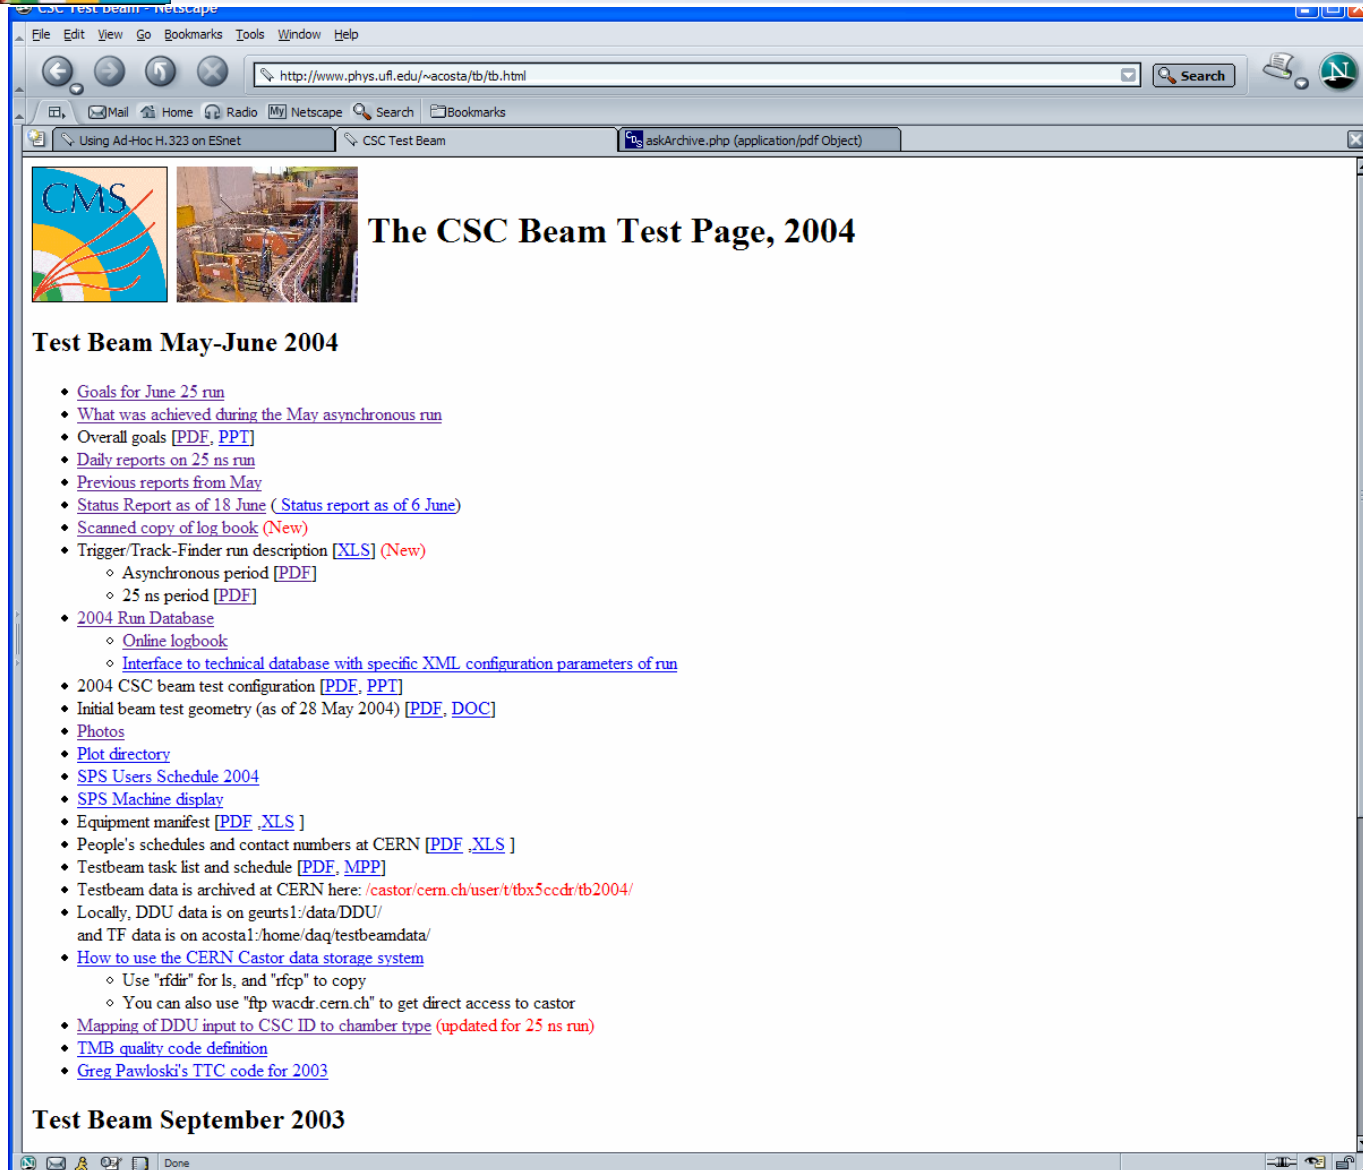 CSC Test Beam - Netscape
File Edit View Go Bookmarks Tools Window Help
http://www.phys.ufl.edu/~acosta/tb/tb.html
Search
N
Mail Home Radio My Netscape Search Bookmarks
Using Ad-Hoc H.323 on ESnet
CSC Test Beam
CDS askArchive.php (application/pdf Object)
CMS
The CSC Beam Test Page, 2004
Test Beam May-June 2004
Goals for June 25 run
What was achieved during the May asynchronous run
Overall goals [PDF, PPT]
Daily reports on 25 ns run
Previous reports from May
Status Report as of 18 June ( Status report as of 6 June)
Scanned copy of log book (New)
Trigger/Track-Finder run description [XLS] (New)
Asynchronous period [PDF]
25 ns period [PDF]
2004 Run Database
Online logbook
Interface to technical database with specific XML configuration parameters of run
2004 CSC beam test configuration [PDF, PPT]
Initial beam test geometry (as of 28 May 2004) [PDF, DOC]
Photos
Plot directory
SPS Users Schedule 2004
SPS Machine display
Equipment manifest [PDF ,XLS ]
People's schedules and contact numbers at CERN [PDF ,XLS ]
Testbeam task list and schedule [PDF, MPP]
Testbeam data is archived at CERN here: /castor/cern.ch/user/t/tbx5ccdr/tb2004/
Locally, DDU data is on geurts1:/data/DDU/
and TF data is on acosta1:/home/daq/testbeamdata/
How to use the CERN Castor data storage system
Use "rfdir" for ls, and "rfcp" to copy
You can also use "ftp wacdr.cern.ch" to get direct access to castor
Mapping of DDU input to CSC ID to chamber type (updated for 25 ns run)
TMB quality code definition
Greg Pawloski's TTC code for 2003
Test Beam September 2003
Done